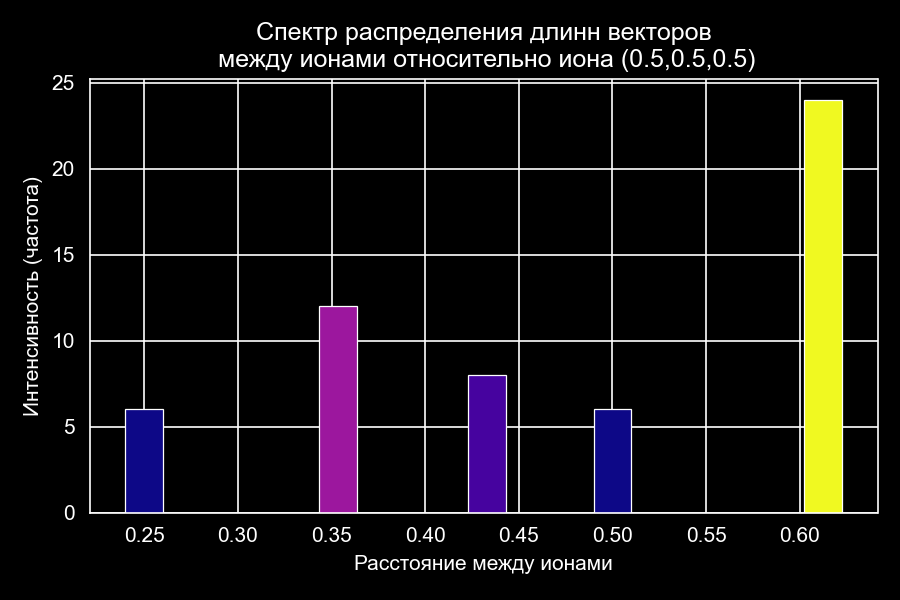 Спектр распределения длинн векторов
между ионами относительно иона (0.5,0.5,0.5)
Интенсивность (частота)
25
20
15
10
5
0
0.25 0.30 0.35 0.40 0.45 0.50 0.55 0.60
Расстояние между ионами